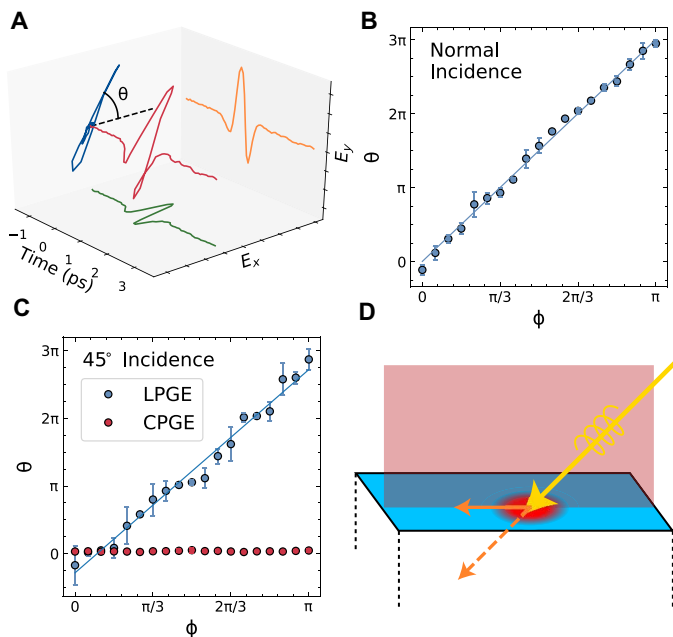 A
θ
E_y
E_x
−1
0
1
2
3
Time (ps)
B
Normal
Incidence
3π
2π
π
0
θ
0
π/3
2π/3
π
ϕ
C
45° Incidence
LPGE
CPGE
3π
2π
π
0
θ
0
π/3
2π/3
π
ϕ
D